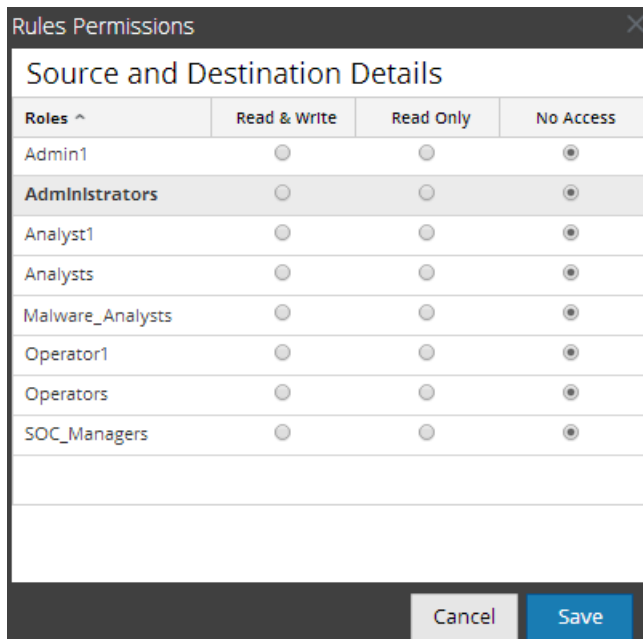 Rules Permissions
Source and Destination Details
Roles Read & Write Read Only No Access
Admin1
Administrators
Analyst1
Analysts
Malware_Analysts
Operator1
Operators
SOC_Managers
Cancel Save